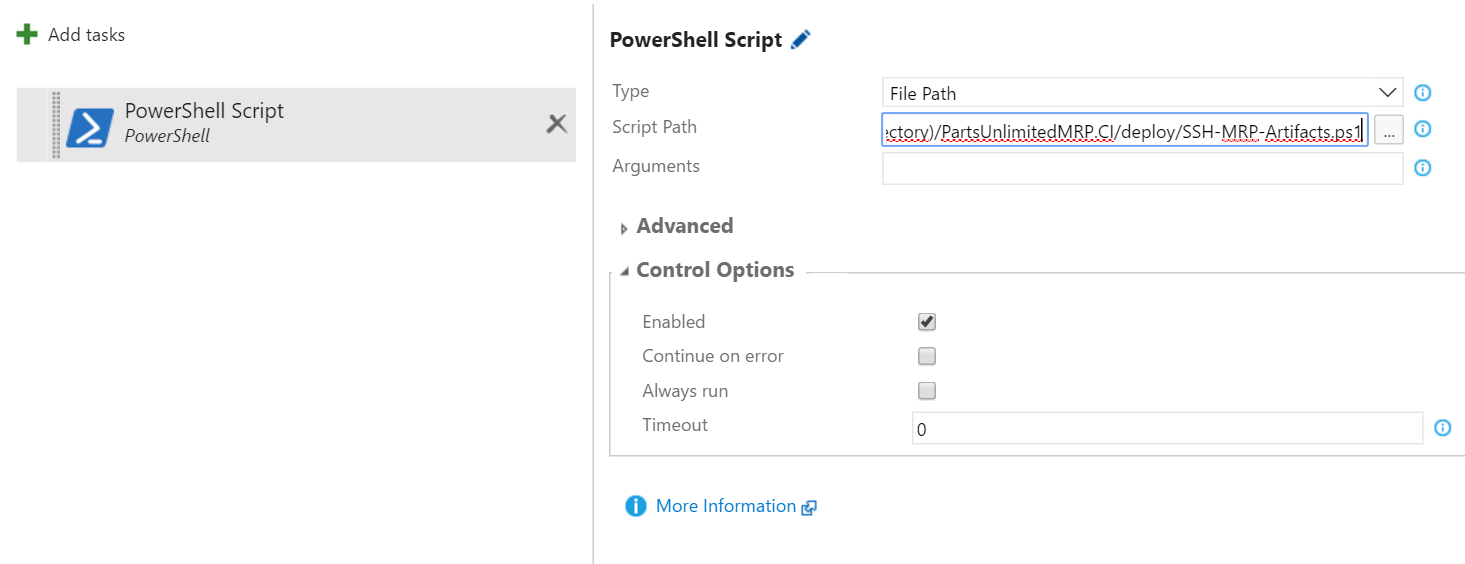 Add tasks
PowerShell Script
PowerShell
PowerShell Script
Type
File Path
Script Path
ectory)/PartsUnlimitedMRP.CI/deploy/SSH-MRP-Artifacts.ps1
...
Arguments
Advanced
Control Options
Enabled
Continue on error
Always run
Timeout
0
More Information